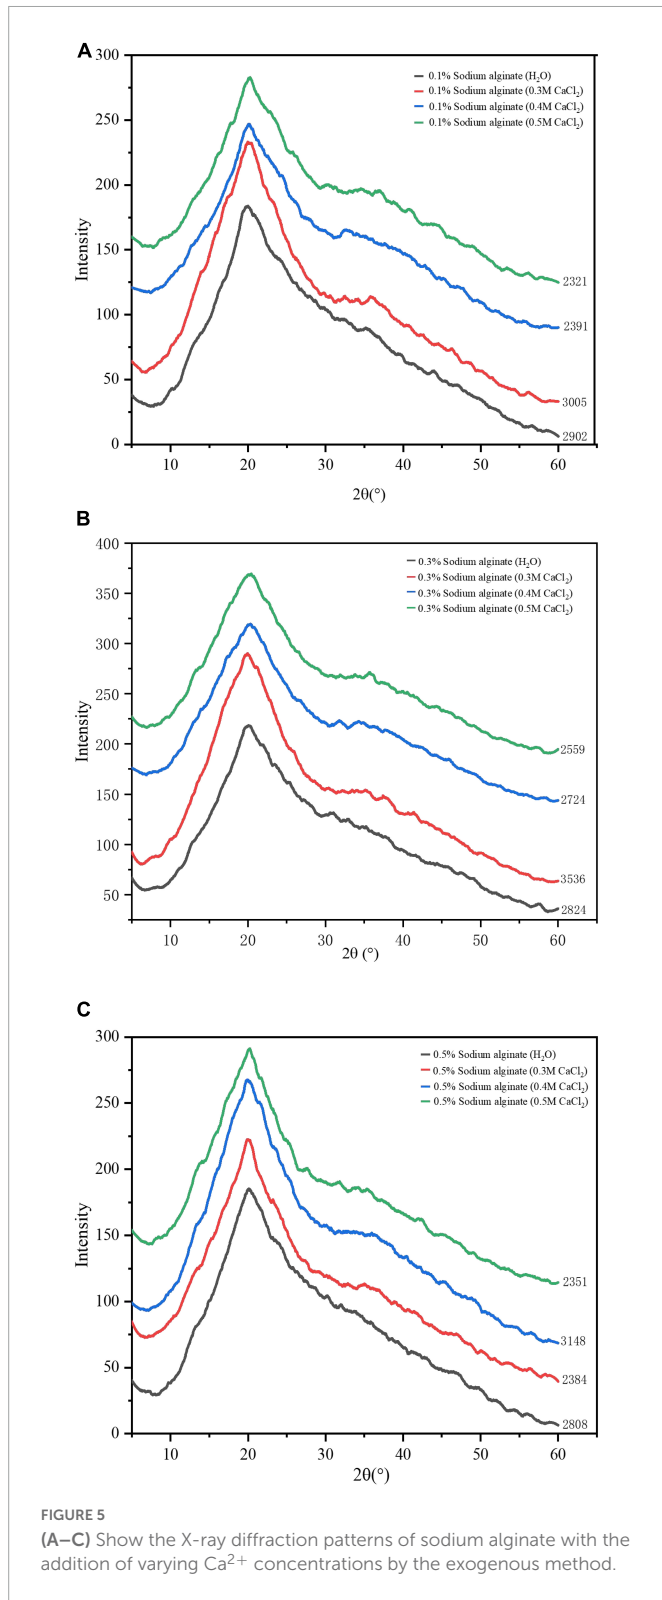 A
300
250
200
150
100
50
0
Intensity
0.1% Sodium alginate (H₂O)
0.1% Sodium alginate (0.3M CaCl₂)
0.1% Sodium alginate (0.4M CaCl₂)
0.1% Sodium alginate (0.5M CaCl₂)
2321
2391
3005
2902
10 20 30 40 50 60
2θ(°)
B
400
350
300
250
200
150
100
50
Intensity
0.3% Sodium alginate (H₂O)
0.3% Sodium alginate (0.3M CaCl₂)
0.3% Sodium alginate (0.4M CaCl₂)
0.3% Sodium alginate (0.5M CaCl₂)
2559
2724
3536
2824
10 20 30 40 50 60
2θ (°)
C
300
250
200
150
100
50
0
Intensity
0.5% Sodium alginate (H₂O)
0.5% Sodium alginate (0.3M CaCl₂)
0.5% Sodium alginate (0.4M CaCl₂)
0.5% Sodium alginate (0.5M CaCl₂)
2351
3148
2384
2808
10 20 30 40 50 60
2θ(°)
FIGURE 5
(A–C) Show the X-ray diffraction patterns of sodium alginate with the
addition of varying Ca²⁺ concentrations by the exogenous method.